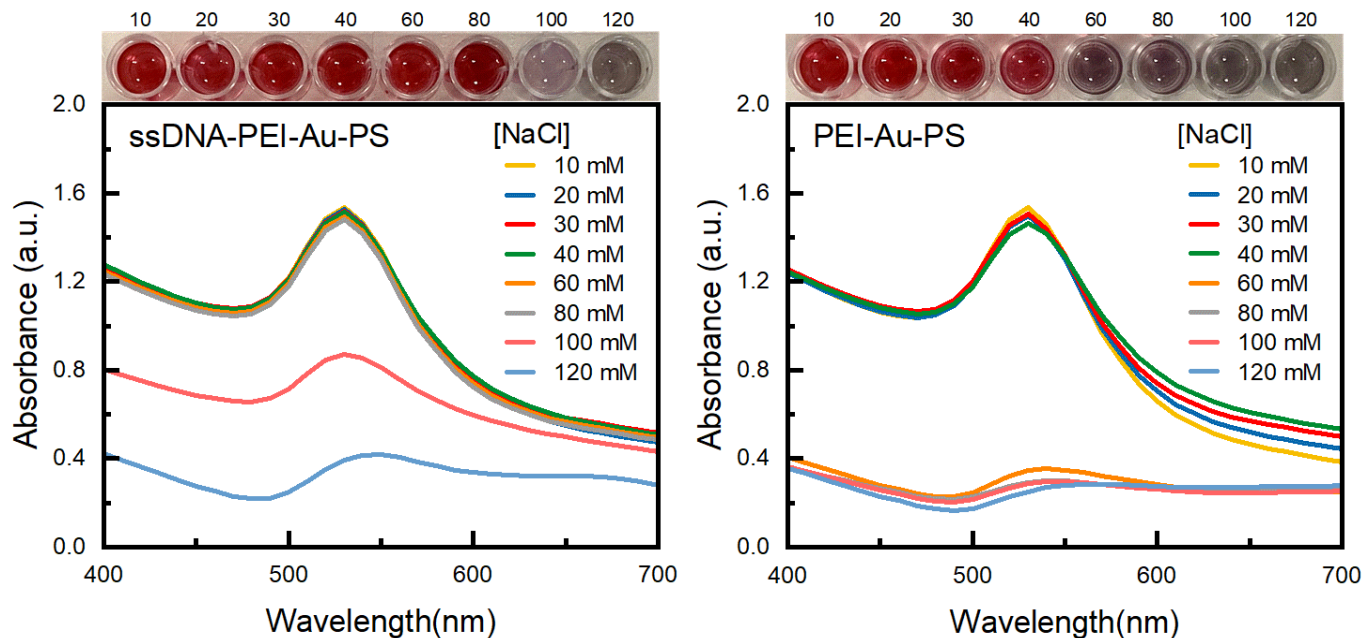 10 20 30 40 60 80 100 120
2.0
1.6
1.2
0.8
0.4
0.0
Absorbance (a.u.)
ssDNA-PEI-Au-PS
[NaCl]
10 mM
20 mM
30 mM
40 mM
60 mM
80 mM
100 mM
120 mM
400 500 600 700
Wavelength(nm)
10 20 30 40 60 80 100 120
2.0
1.6
1.2
0.8
0.4
0.0
Absorbance (a.u.)
PEI-Au-PS
[NaCl]
10 mM
20 mM
30 mM
40 mM
60 mM
80 mM
100 mM
120 mM
400 500 600 700
Wavelength(nm)